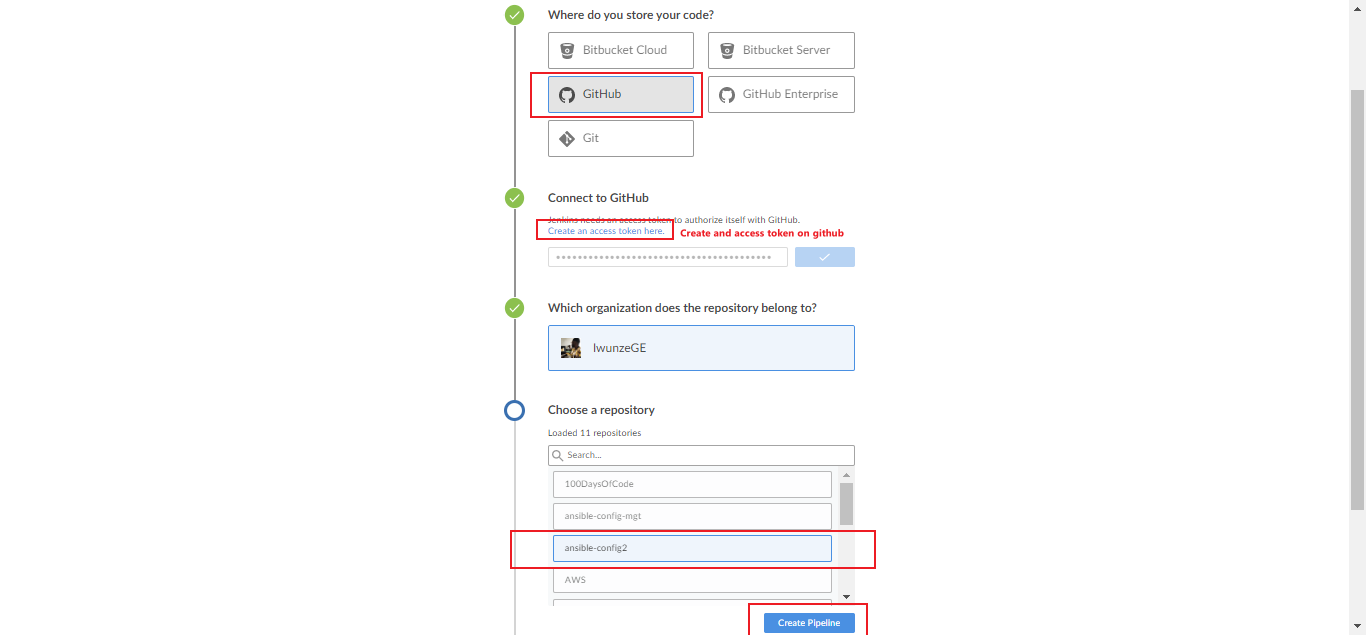 Where do you store your code?
Bitbucket Cloud
Bitbucket Server
GitHub
GitHub Enterprise
Git
Connect to GitHub
Jenkins needs an access token to authorize itself with GitHub.
Create an access token here.
Create and access token on github
Which organization does the repository belong to?
IwunzeGE
Choose a repository
Loaded 11 repositories
Search...
100DaysOfCode
ansible-config-mgt
ansible-config2
AWS
Create Pipeline